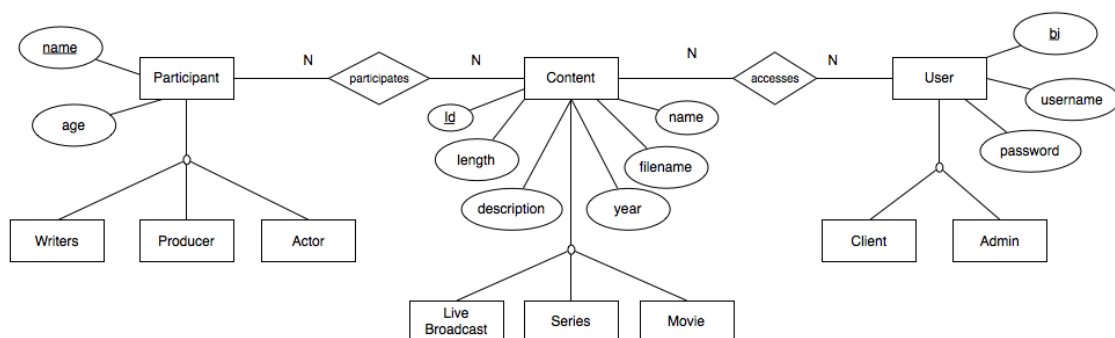 name
Participant
age
N
participates
N
Content
N
accesses
N
User
bi
username
password
Id
length
description
year
filename
name
Writers
Producer
Actor
Live
Broadcast
Series
Movie
Client
Admin